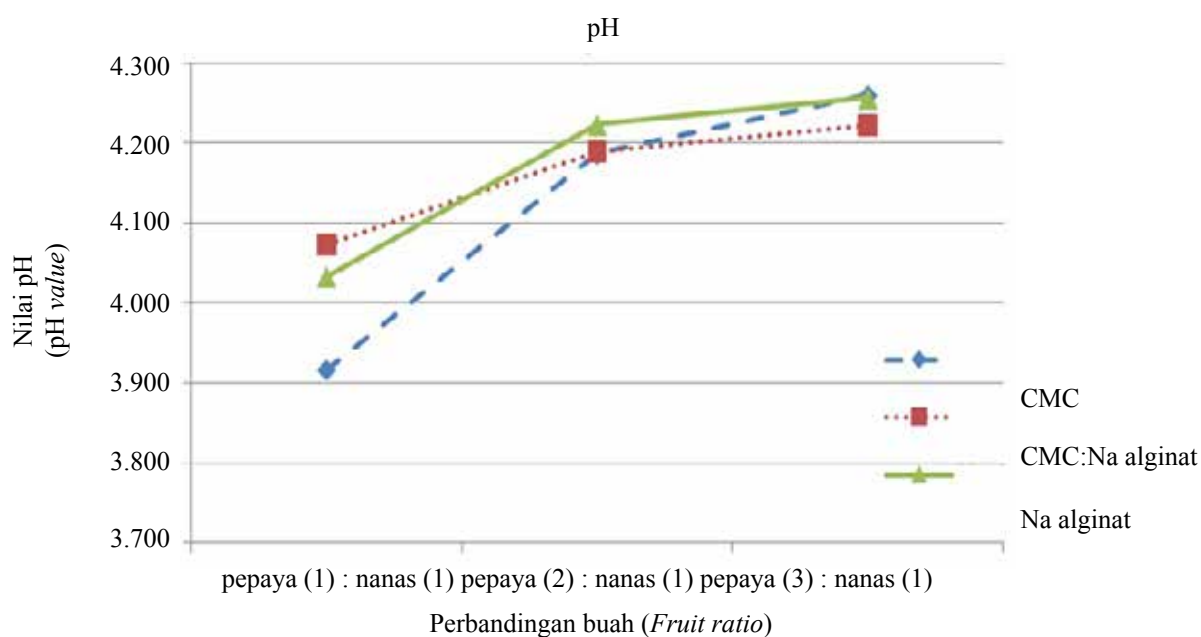 pH
4.300
4.200
4.100
4.000
3.900
3.800
3.700
Nilai pH
(pH value)
CMC
CMC:Na alginat
Na alginat
pepaya (1) : nanas (1) pepaya (2) : nanas (1) pepaya (3) : nanas (1)
Perbandingan buah (Fruit ratio)